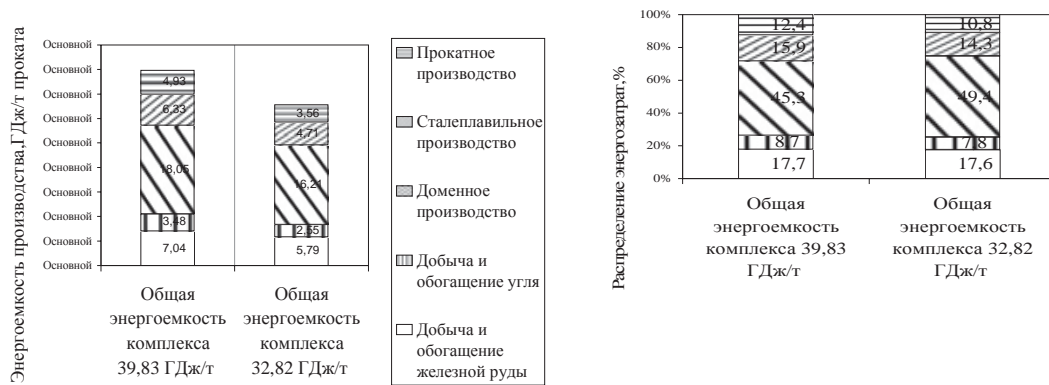 Энергоемкость производства,ГДж/т проката
Основной
Основной
Основной
Основной
Основной
Основной
Основной
Основной
Основной
Основной
4,93
6,33
18,05
3,48
7,04
3,56
4,71
16,21
2,55
5,79
Общая
энергоемкость
комплекса
39,83 ГДж/т
Общая
энергоемкость
комплекса
32,82 ГДж/т
Прокатное
производство
Сталеплавильное
производство
Доменное
производство
Добыча и
обогащение угля
Добыча и
обогащение
железной руды
Распределение энергозатрат,%
100%
80%
60%
40%
20%
0%
12,4
15,9
45,3
8,7
17,7
10,8
14,3
49,4
7,8
17,6
Общая
энергоемкость
комплекса 39,83
ГДж/т
Общая
энергоемкость
комплекса 32,82
ГДж/т